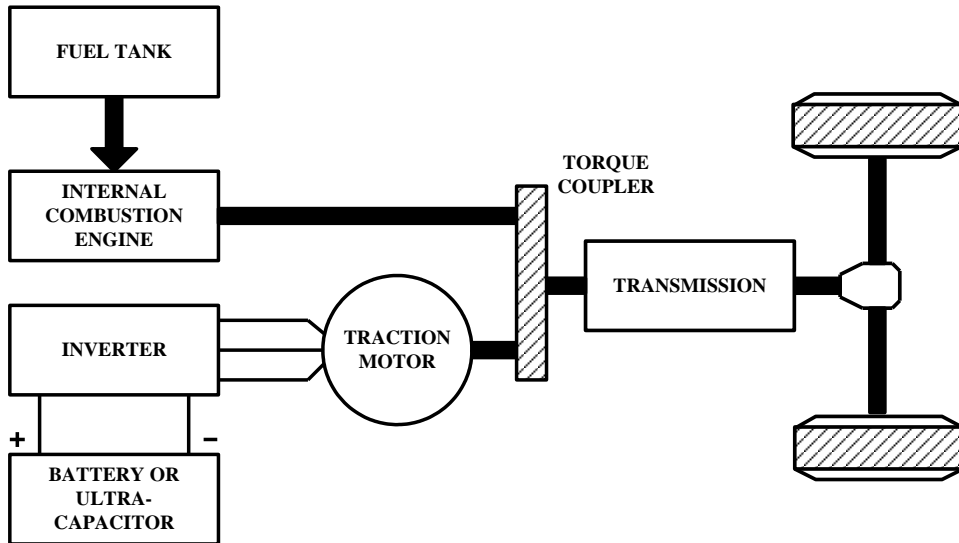 FUEL TANK
INTERNAL
COMBUSTION
ENGINE
TORQUE
COUPLER
TRANSMISSION
INVERTER
TRACTION
MOTOR
+ −
BATTERY OR
ULTRA-
CAPACITOR